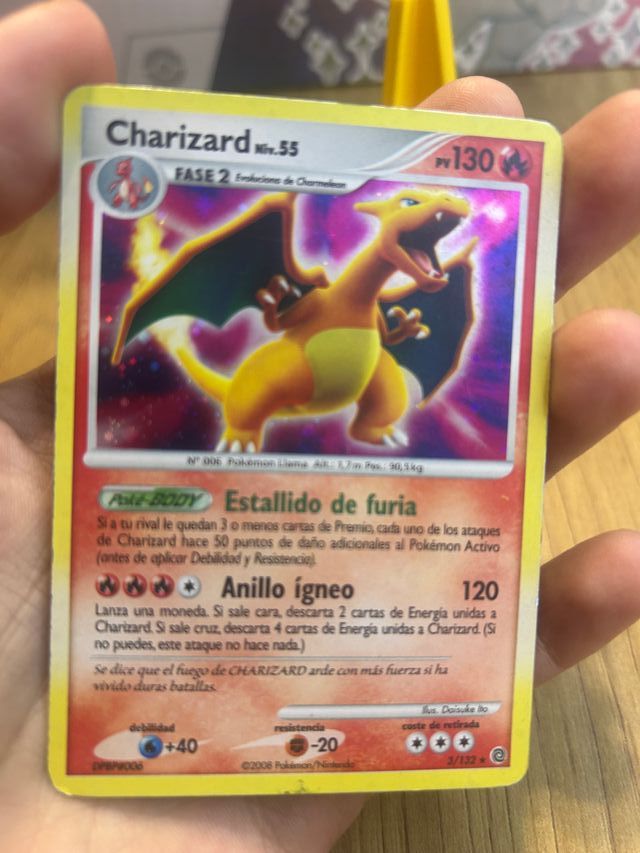 Charizard Niv.55
PV 130
FASE 2 Evoluciona de Charmeleon
Nº 006 Pokémon Llama Alt.: 1,7 m Pes.: 90,5 kg
Poké-BODY Estallido de furia
Si a tu rival le quedan 3 o menos cartas de Premio, cada uno de los ataques
de Charizard hace 50 puntos de daño adicionales al Pokémon Activo
(antes de aplicar Debilidad y Resistencia).
Anillo ígneo 120
Lanza una moneda. Si sale cara, descarta 2 cartas de Energía unidas a
Charizard. Si sale cruz, descarta 4 cartas de Energía unidas a Charizard. (Si
no puedes, este ataque no hace nada.)
Se dice que el fuego de CHARIZARD arde con más fuerza si ha
vivido duras batallas.
Ilus. Daisuke Ito
debilidad resistencia coste de retirada
+40 -20
DPBP#006 ©2008 Pokémon/Nintendo 3/132 ★